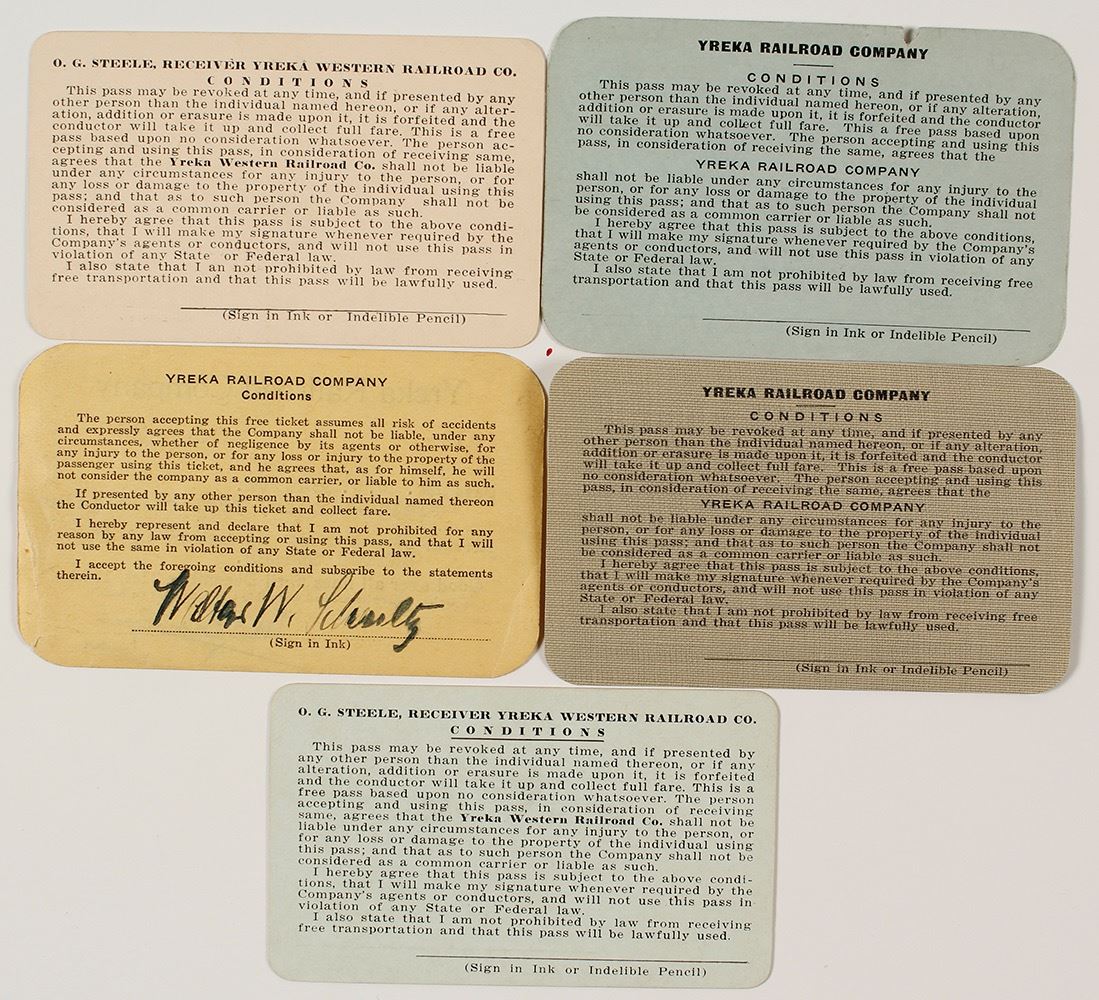 O. G. STEELE, RECEIVER YREKA WESTERN RAILROAD CO.
CONDITIONS
This pass may be revoked at any time, and if presented by any
other person than the individual named hereon, or if any alter-
ation, addition or erasure is made upon it, it is forfeited and the
conductor will take it up and collect full fare. This is a free
pass based upon no consideration whatsoever. The person ac-
cepting and using this pass, in consideration of receiving same,
agrees that the Yreka Western Railroad Co. shall not be liable
under any circumstances for any injury to the person, or for
any loss or damage to the property of the individual using this
pass; and that as to such person the Company shall not be
considered as a common carrier or liable as such.
I hereby agree that this pass is subject to the above condi-
tions, that I will make my signature whenever required by the
Company's agents or conductors, and will not use this pass in
violation of any State or Federal law.
I also state that I an not prohibited by law from receiving
free transportation and that this pass will be lawfully used.
(Sign in Ink or Indelible Pencil)
YREKA RAILROAD COMPANY
CONDITIONS
This pass may be revoked at any time, and if presented by any
other person than the individual named hereon, or if any alteration,
addition or erasure is made upon it, it is forfeited and the conductor
will take it up and collect full fare. This a free pass based upon
no consideration whatsoever. The person accepting and using this
pass, in consideration of receiving the same, agrees that the
YREKA RAILROAD COMPANY
shall not be liable under any circumstances for any injury to the
person, or for any loss or damage to the property of the individual
using this pass; and that as to such person the Company shall not
be considered as a common carrier or liable as such.
I hereby agree that this pass is subject to the above conditions,
that I will make my signature whenever required by the Company's
agents or conductors, and will not use this pass in violation of any
State or Federal law.
I also state that I am not prohibited by law from receiving free
transportation and that this pass will be lawfully used.
(Sign in Ink or Indelible Pencil)
YREKA RAILROAD COMPANY
Conditions
The person accepting this free ticket assumes all risk of accidents
and expressly agrees that the Company shall not be liable, under any
circumstances, whether of negligence by its agents or otherwise, for
any injury to the person, or for any loss or injury to the property of the
passenger using this ticket, and he agrees that, as for himself, he will
not consider the company as a common carrier, or liable to him as such.
If presented by any other person than the individual named thereon
the Conductor will take up this ticket and collect fare.
I hereby represent and declare that I am not prohibited for any
reason by any law from accepting or using this pass, and that I will
not use the same in violation of any State or Federal law.
I accept the foregoing conditions and subscribe to the statements
therein.
W. Schultz
(Sign in Ink)
YREKA RAILROAD COMPANY
CONDITIONS
This pass may be revoked at any time, and if presented by any
other person than the individual named hereon, or if any alteration,
addition or erasure is made upon it, it is forfeited and the conductor
will take it up and collect full fare. This is a free pass based upon
no consideration whatsoever. The person accepting and using this
pass, in consideration of receiving the same, agrees that the
YREKA RAILROAD COMPANY
shall not be liable under any circumstances for any injury to the
person, or for any loss or damage to the property of the individual
using this pass; and that as to such person the Company shall not
be considered as a common carrier or liable as such.
I hereby agree that this pass is subject to the above conditions,
that I will make my signature whenever required by the Company's
agents or conductors, and will not use this pass in violation of any
State or Federal law.
I also state that I am not prohibited by law from receiving free
transportation and that this pass will be lawfully used.
(Sign in Ink or Indelible Pencil)
O. G. STEELE, RECEIVER YREKA WESTERN RAILROAD CO.
CONDITIONS
This pass may be revoked at any time, and if presented by
any other person than the individual named thereon, or if any
alteration, addition or erasure is made upon it, it is forfeited
and the conductor will take it up and collect full fare. This is a
free pass based upon no consideration whatsoever. The person
accepting and using this pass, in consideration of receiving
same, agrees that the Yreka Western Railroad Co. shall not be
liable under any circumstances for any injury to the person, or
for any loss or damage to the property of the individual using
this pass; and that as to such person the Company shall not be
considered as a common carrier or liable as such.
I hereby agree that this pass is subject to the above condi-
tions, that I will make my signature whenever required by the
Company's agents or conductors, and will not use this pass in
violation of any State or Federal law.
I also state that I am not prohibited by law from receiving
free transportation and that this pass will be lawfully used.
(Sign in Ink or Indelible Pencil)